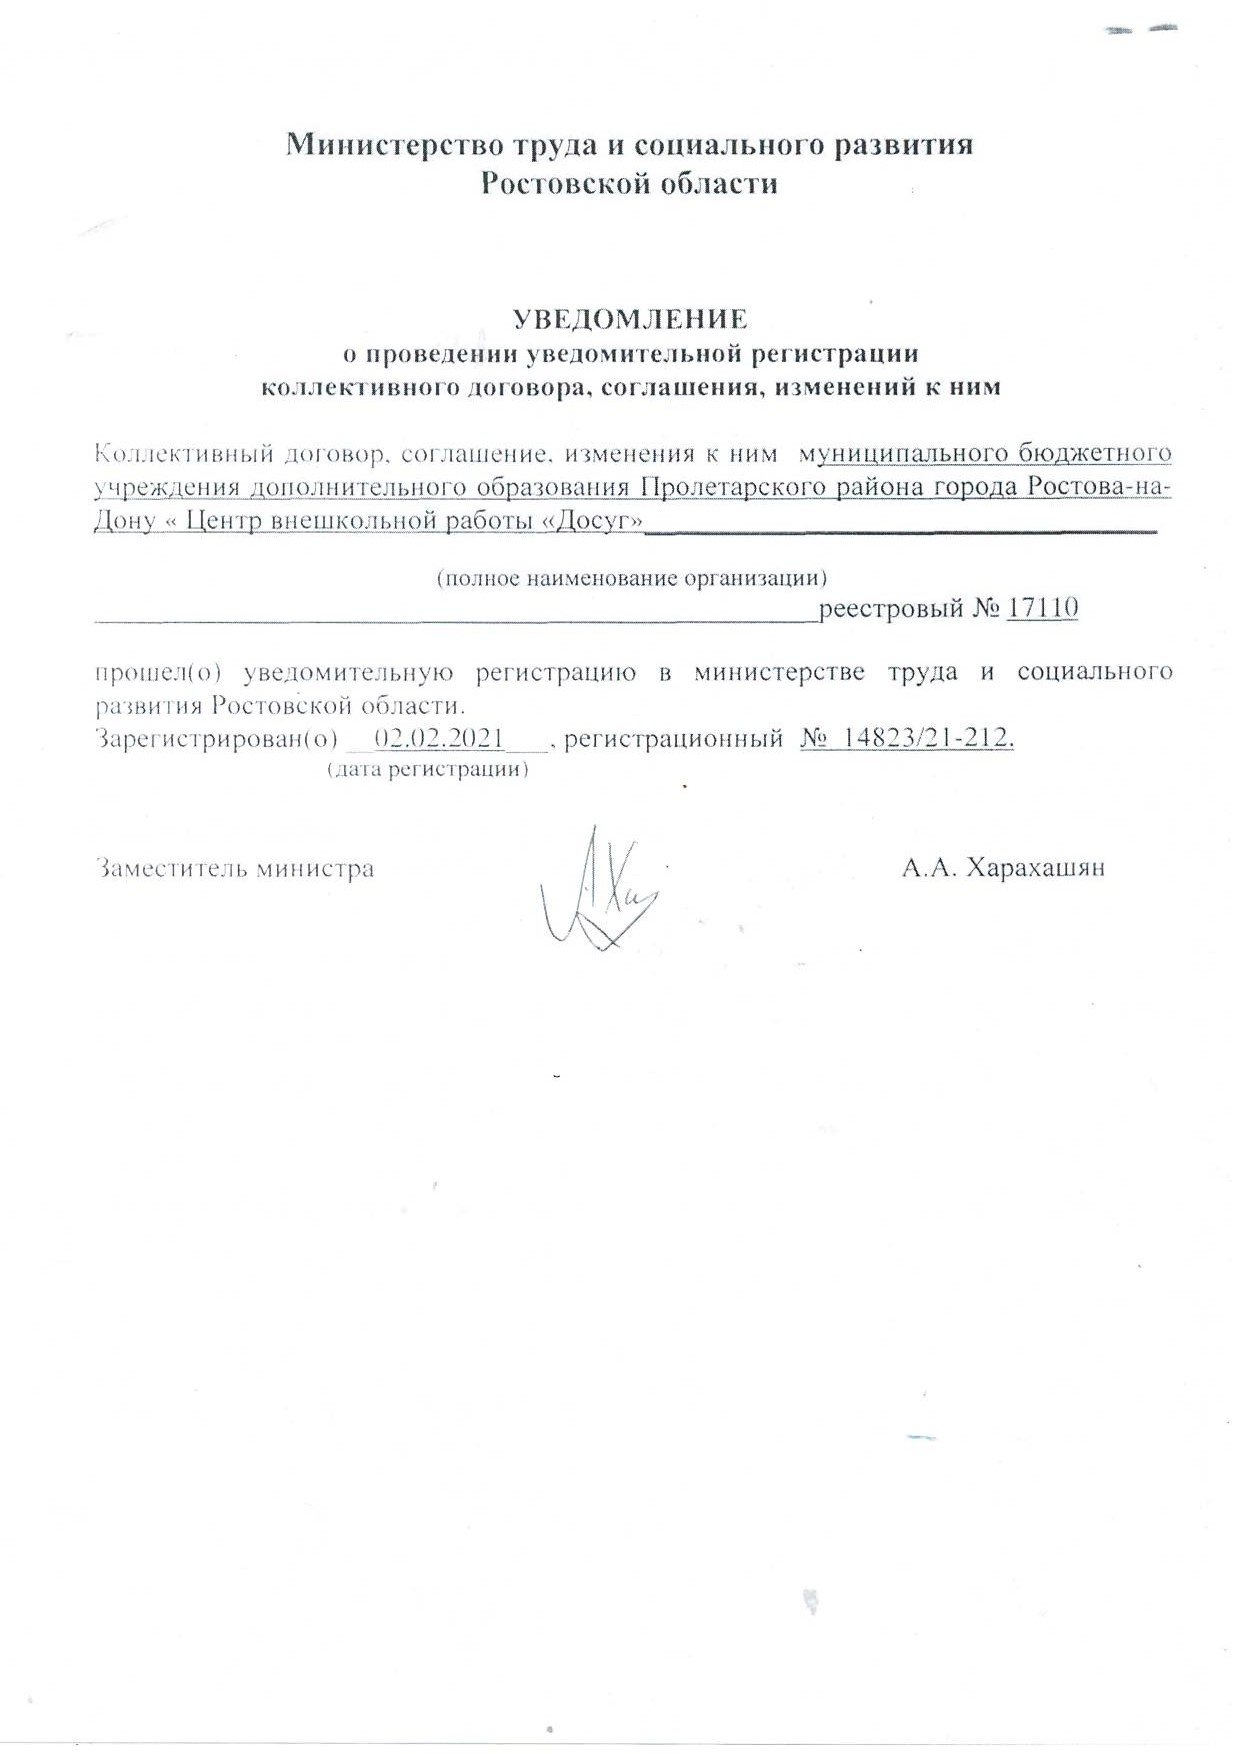 Министерство труда и социального развития
Ростовской области
УВЕДОМЛЕНИЕ
о проведении уведомительной регистрации
коллективного договора, соглашения, изменений к ним
Коллективный договор, соглашение, изменения к ним муниципального бюджетного
учреждения дополнительного образования Пролетарского района города Ростова-на-
Дону « Центр внешкольной работы «Досуг»
(полное наименование организации)
реестровый № 17110
прошел(о) уведомительную регистрацию в министерстве труда и социального
развития Ростовской области.
Зарегистрирован(о) 02.02.2021, регистрационный № 14823/21-212.
(дата регистрации)
Заместитель министра А.А. Харахашян